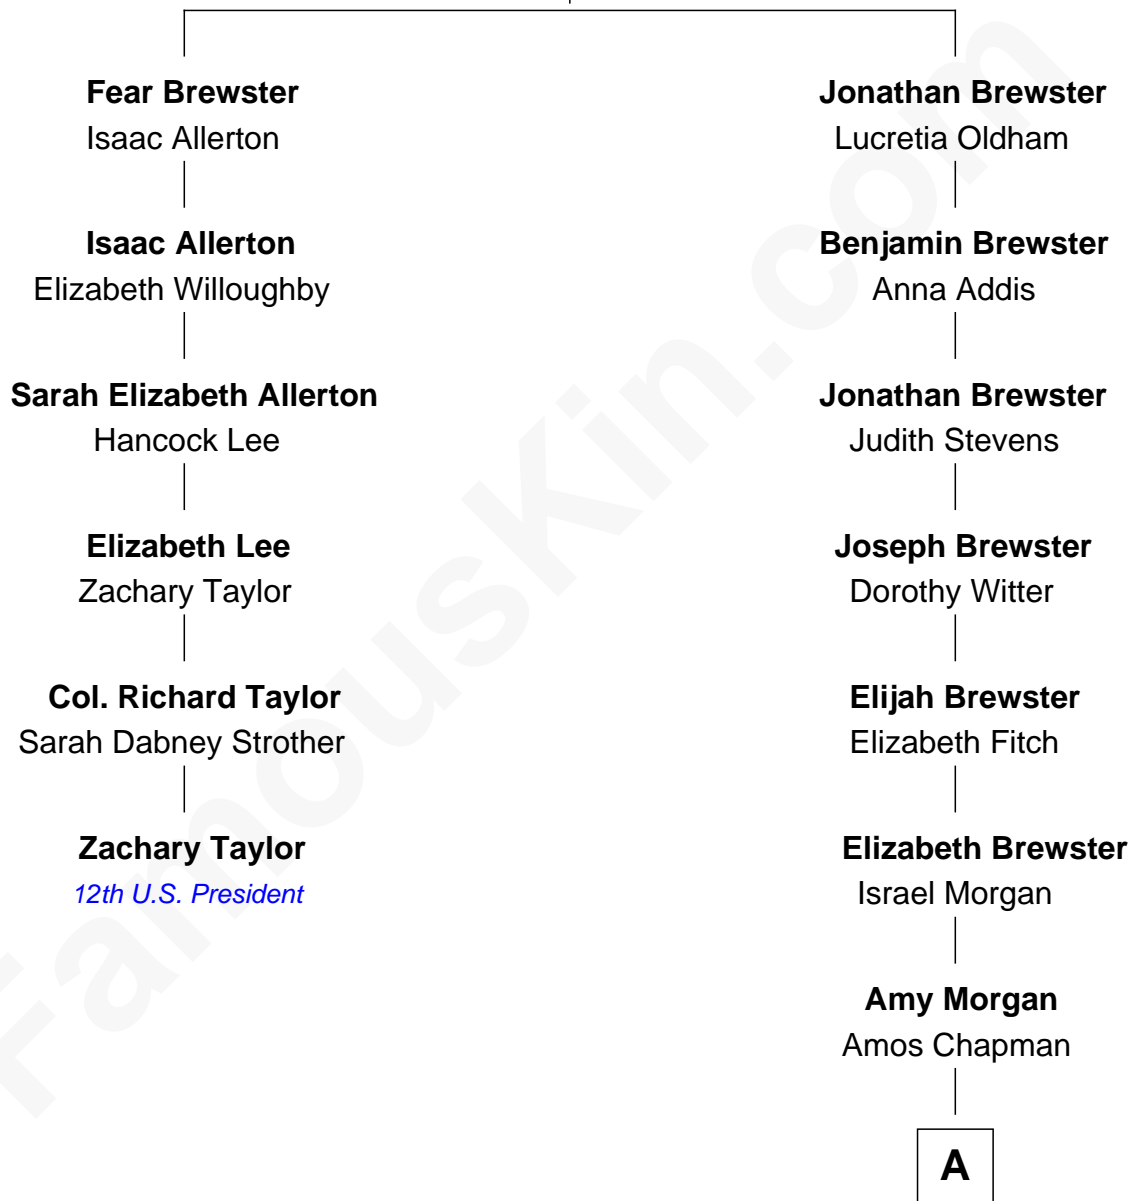 Fear Brewster
Isaac Allerton
Jonathan Brewster
Lucretia Oldham
Isaac Allerton
Elizabeth Willoughby
Benjamin Brewster
Anna Addis
Sarah Elizabeth Allerton
Hancock Lee
Jonathan Brewster
Judith Stevens
Elizabeth Lee
Zachary Taylor
Joseph Brewster
Dorothy Witter
Col. Richard Taylor
Sarah Dabney Strother
Elijah Brewster
Elizabeth Fitch
Zachary Taylor
12th U.S. President
Elizabeth Brewster
Israel Morgan
Amy Morgan
Amos Chapman
A
FamousKin.com